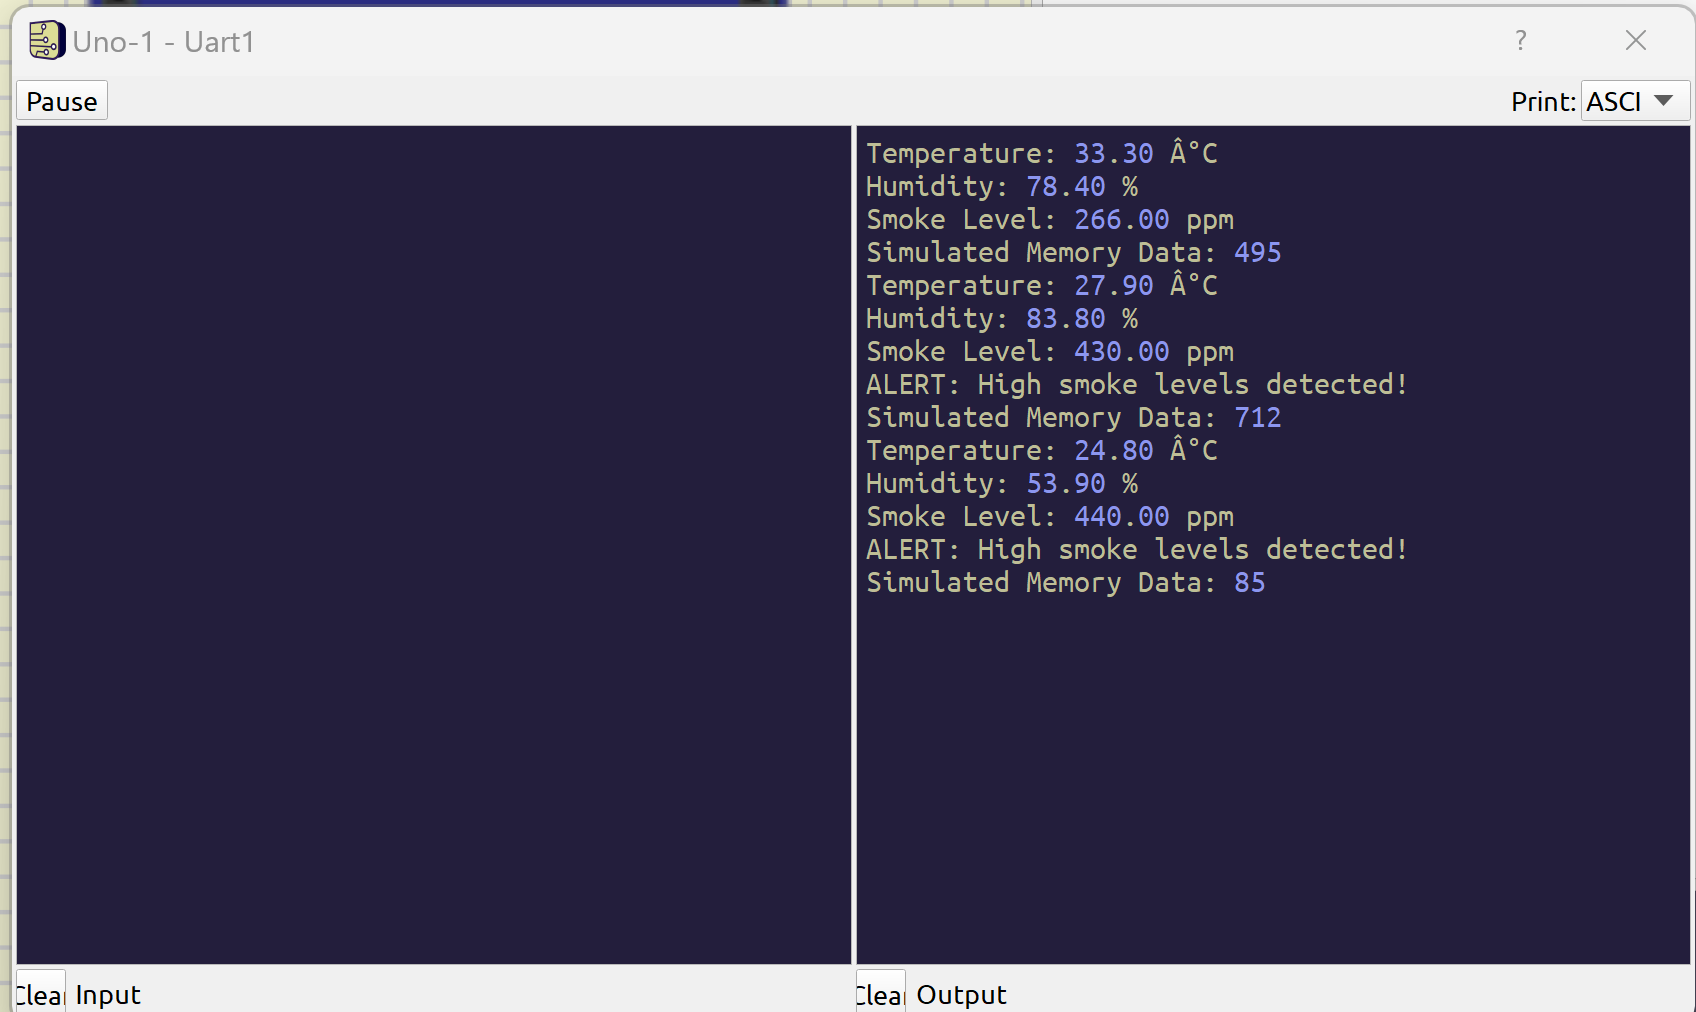 Uno-1 - Uart1
?
Pause
Print: ASCI
Temperature: 33.30 Â°C
Humidity: 78.40 %
Smoke Level: 266.00 ppm
Simulated Memory Data: 495
Temperature: 27.90 Â°C
Humidity: 83.80 %
Smoke Level: 430.00 ppm
ALERT: High smoke levels detected!
Simulated Memory Data: 712
Temperature: 24.80 Â°C
Humidity: 53.90 %
Smoke Level: 440.00 ppm
ALERT: High smoke levels detected!
Simulated Memory Data: 85
Clear Input
Clear Output